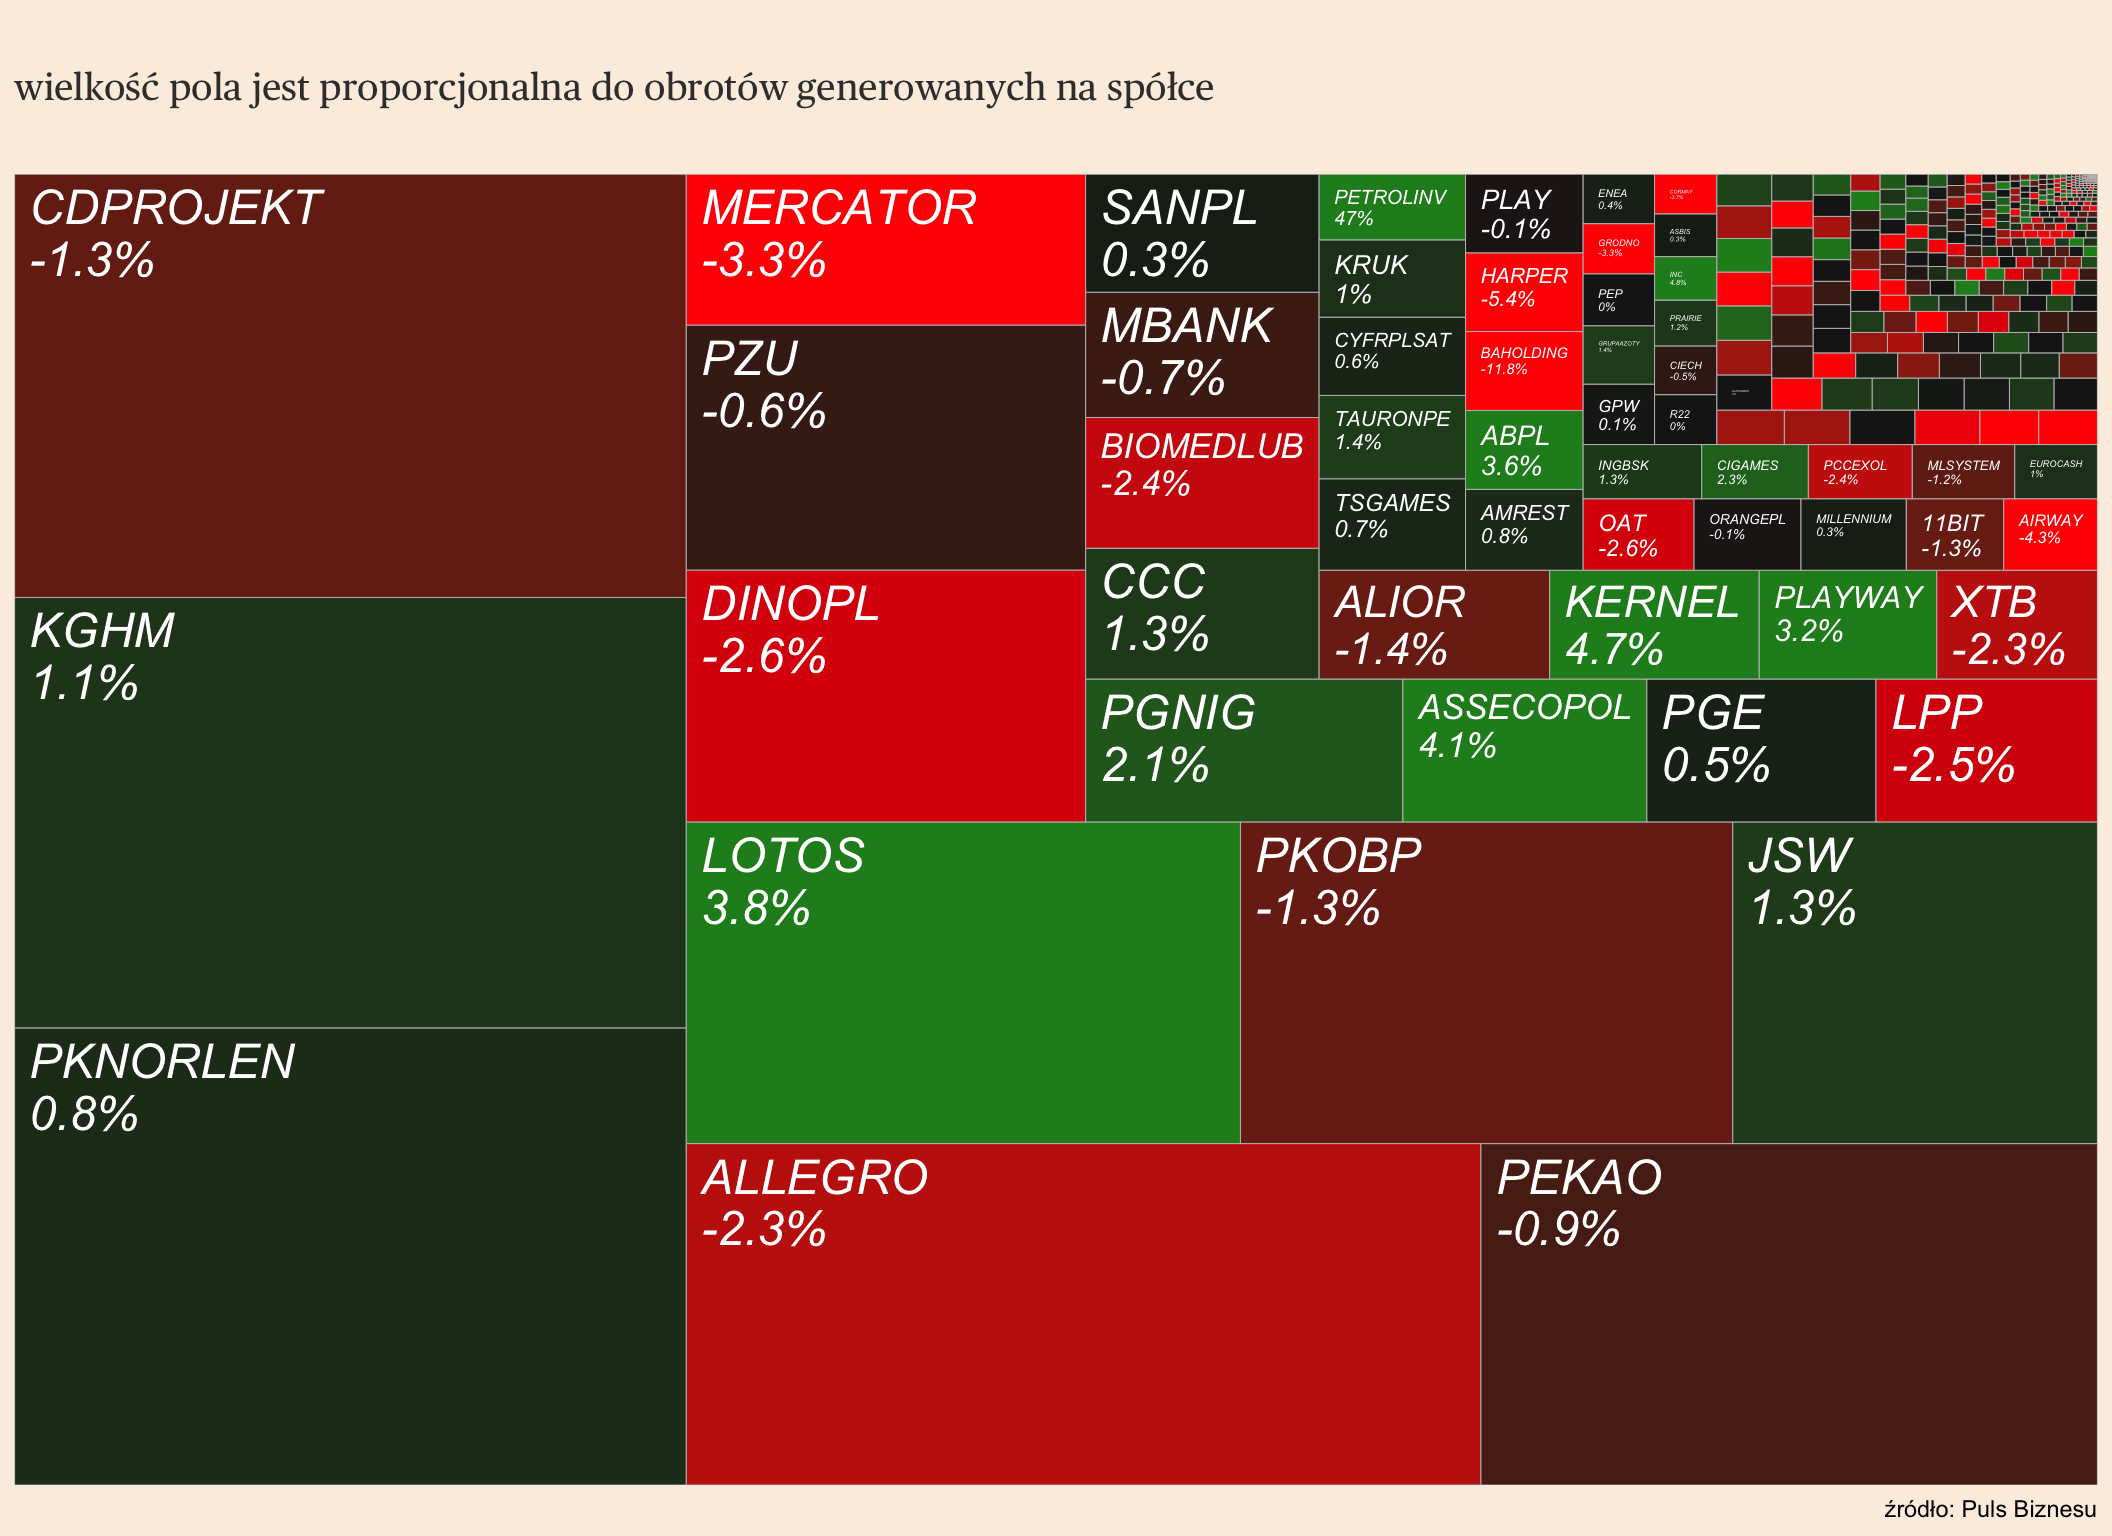 wielkość pola jest proporcjonalna do obrotów generowanych na spółce
CDPROJEKT
-1.3%
KGHM
1.1%
PKNORLEN
0.8%
MERCATOR
-3.3%
PZU
-0.6%
DINOPL
-2.6%
LOTOS
3.8%
PKOBP
-1.3%
JSW
1.3%
ALLEGRO
-2.3%
PEKAO
-0.9%
SANPL
0.3%
MBANK
-0.7%
BIOMEDLUB
-2.4%
CCC
1.3%
PGNIG
2.1%
ASSECOPOL
4.1%
PGE
0.5%
LPP
-2.5%
PETROLINV
47%
KRUK
1%
CYFRPLSAT
0.6%
TAURONPE
1.4%
TSGAMES
0.7%
ALIOR
-1.4%
KERNEL
4.7%
PLAYWAY
3.2%
XTB
-2.3%
PLAY
-0.1%
HARPER
-5.4%
BAHOLDING
-11.8%
ABPL
3.6%
AMREST
0.8%
ENEA
0.4%
GRODNO
-3.3%
PEP
0%
GRUPAAZOTY
1.4%
GPW
0.1%
CORMAY
-3.7%
ASBIS
0.3%
INC
4.8%
PRAIRIE
1.2%
CIECH
-0.5%
R22
0%
INGBSK
1.3%
CIGAMES
2.3%
PCCEXOL
-2.4%
MLSYSTEM
-1.2%
EUROCASH
1%
OAT
-2.6%
ORANGEPL
-0.1%
MILLENNIUM
0.3%
11BIT
-1.3%
AIRWAY
-4.3%
źródło: Puls Biznesu